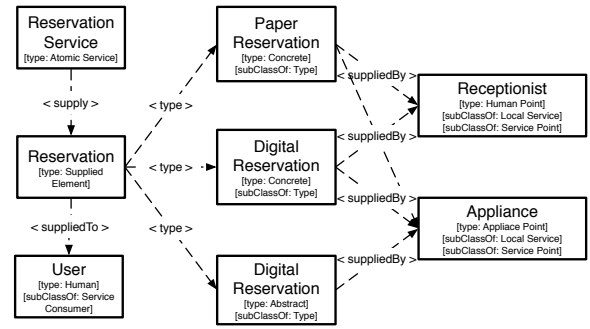 Reservation
Service
[type: Atomic Service]
< supply >
Reservation
[type: Supplied
Element]
< suppliedTo >
User
[type: Human]
[subClassOf: Service
Consumer]
< type >
< type >
< type >
Paper
Reservation
[type: Concrete]
[subClassOf: Type]
Digital
Reservation
[type: Concrete]
[subClassOf: Type]
Digital
Reservation
[type: Abstract]
[subClassOf: Type]
< suppliedBy >
< suppliedBy >
< suppliedBy >
< suppliedBy >
Receptionist
[type: Human Point]
[subClassOf: Local Service]
[subClassOf: Service Point]
Appliance
[type: Appliace Point]
[subClassOf: Local Service]
[subClassOf: Service Point]